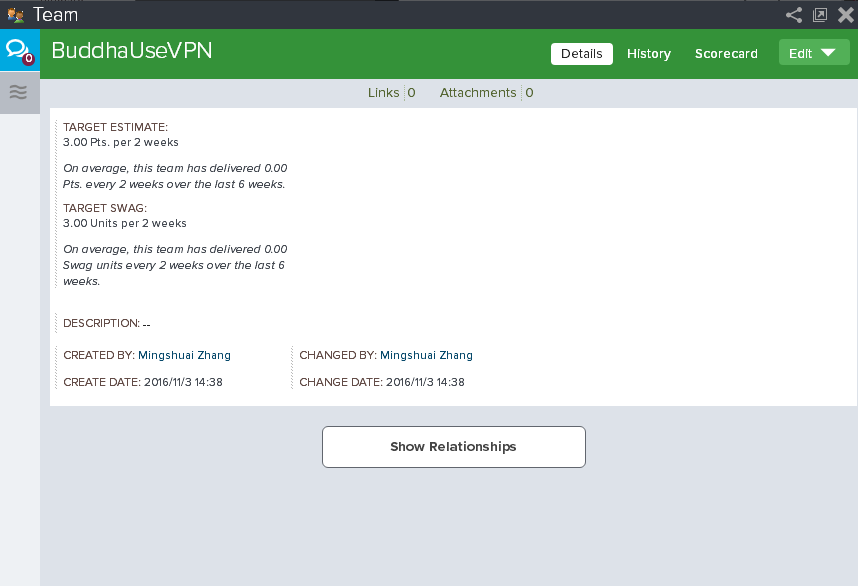 Team
0
BuddhaUseVPN
Details
History
Scorecard
Edit
Links 0
Attachments 0
TARGET ESTIMATE:
3.00 Pts. per 2 weeks
On average, this team has delivered 0.00
Pts. every 2 weeks over the last 6 weeks.
TARGET SWAG:
3.00 Units per 2 weeks
On average, this team has delivered 0.00
Swag units every 2 weeks over the last 6
weeks.
DESCRIPTION: --
CREATED BY: Mingshuai Zhang
CHANGED BY: Mingshuai Zhang
CREATE DATE: 2016/11/3 14:38
CHANGE DATE: 2016/11/3 14:38
Show Relationships